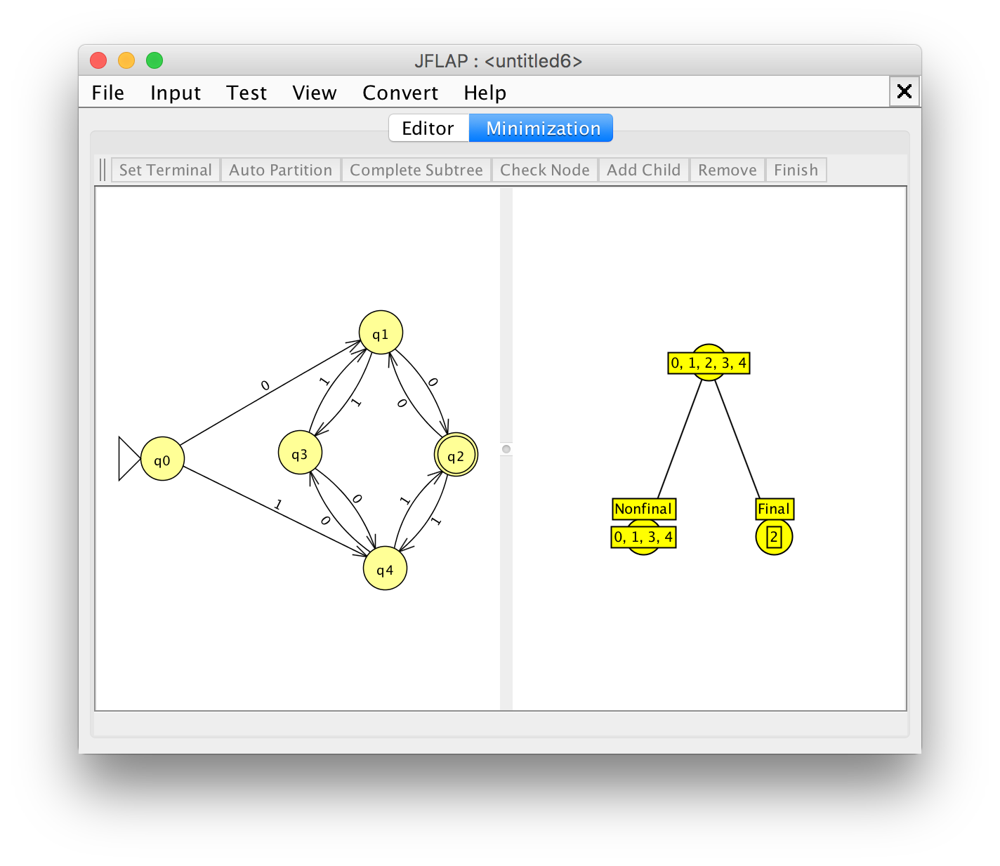 JFLAP : <untitled6>
File Input Test View Convert Help
Editor Minimization
Set Terminal Auto Partition Complete Subtree Check Node Add Child Remove Finish
q1
0
1
1
0
0
q0
q3
q2
1
0
0
1
1
q4
0, 1, 2, 3, 4
Nonfinal
0, 1, 3, 4
Final
2